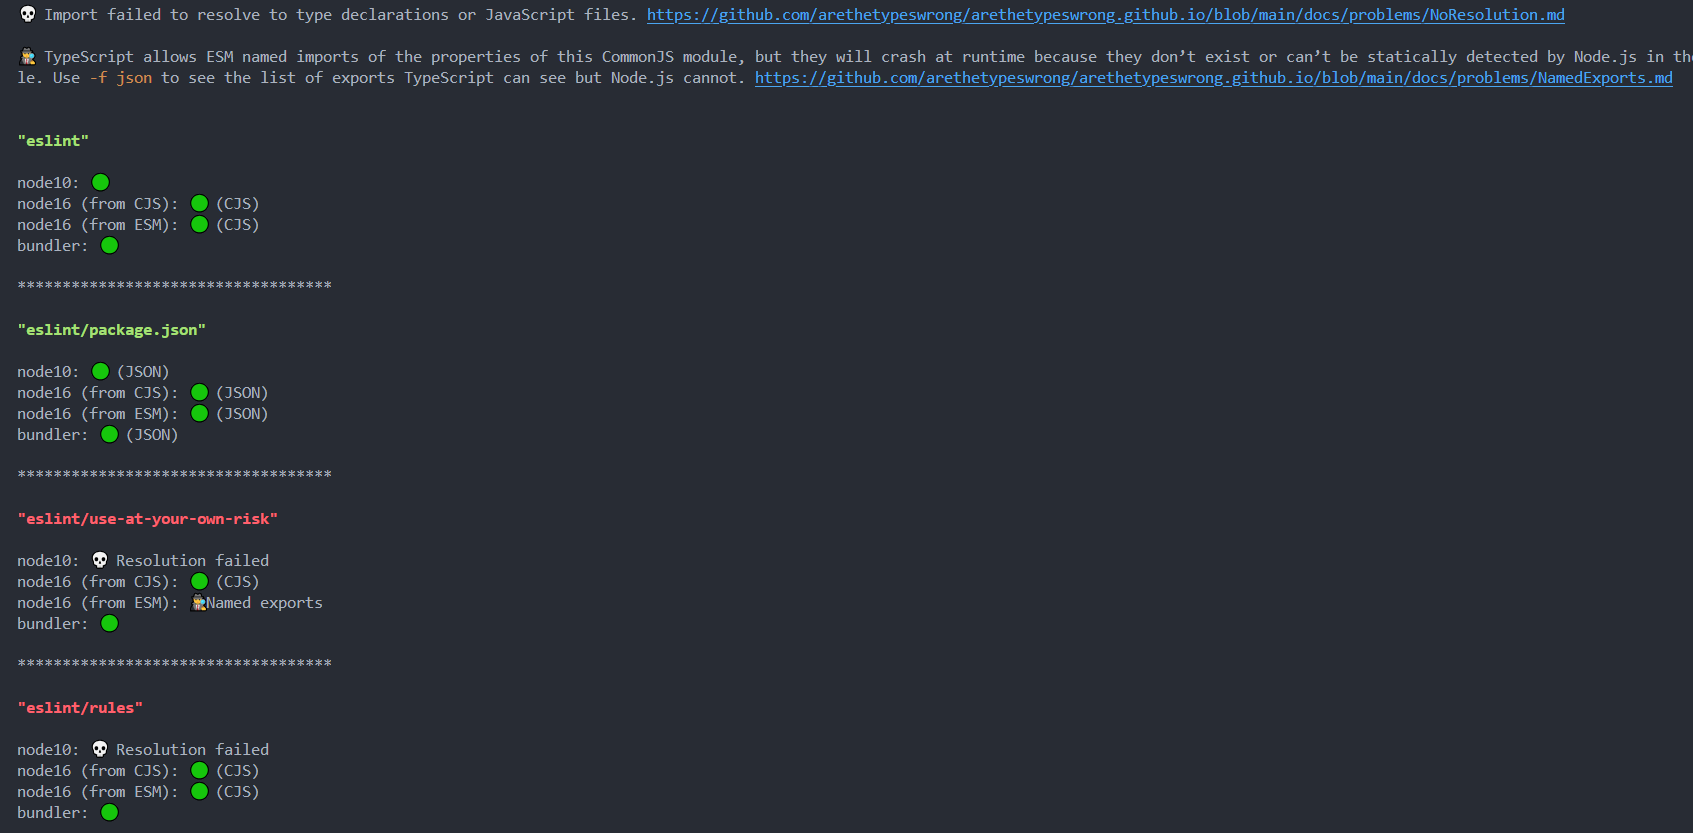 💀 Import failed to resolve to type declarations or JavaScript files. https://github.com/arethetypeswrong/arethetypeswrong.github.io/blob/main/docs/problems/NoResolution.md
🕵️ TypeScript allows ESM named imports of the properties of this CommonJS module, but they will crash at runtime because they don’t exist or can’t be statically detected by Node.js in the
le. Use -f json to see the list of exports TypeScript can see but Node.js cannot. https://github.com/arethetypeswrong/arethetypeswrong.github.io/blob/main/docs/problems/NamedExports.md
"eslint"
node10: 🟢
node16 (from CJS): 🟢 (CJS)
node16 (from ESM): 🟢 (CJS)
bundler: 🟢
***********************************
"eslint/package.json"
node10: 🟢 (JSON)
node16 (from CJS): 🟢 (JSON)
node16 (from ESM): 🟢 (JSON)
bundler: 🟢 (JSON)
***********************************
"eslint/use-at-your-own-risk"
node10: 💀 Resolution failed
node16 (from CJS): 🟢 (CJS)
node16 (from ESM): 🕵️Named exports
bundler: 🟢
***********************************
"eslint/rules"
node10: 💀 Resolution failed
node16 (from CJS): 🟢 (CJS)
node16 (from ESM): 🟢 (CJS)
bundler: 🟢